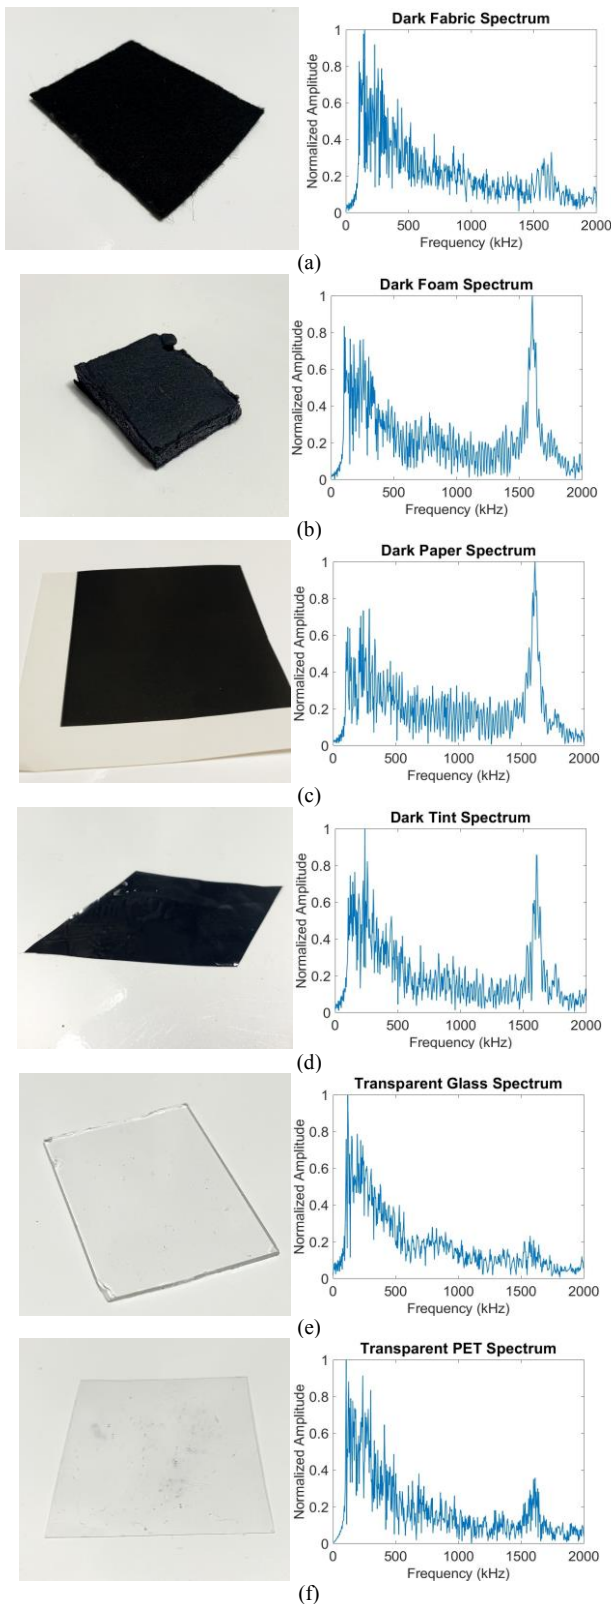 Dark Fabric Spectrum
1
0.8
0.6
0.4
0.2
0
Normalized Amplitude
0 500 1000 1500 2000
Frequency (kHz)
(a)
Dark Foam Spectrum
1
0.8
0.6
0.4
0.2
0
Normalized Amplitude
0 500 1000 1500 2000
Frequency (kHz)
(b)
Dark Paper Spectrum
1
0.8
0.6
0.4
0.2
0
Normalized Amplitude
0 500 1000 1500 2000
Frequency (kHz)
(c)
Dark Tint Spectrum
1
0.8
0.6
0.4
0.2
0
Normalized Amplitude
0 500 1000 1500 2000
Frequency (kHz)
(d)
Transparent Glass Spectrum
1
0.8
0.6
0.4
0.2
0
Normalized Amplitude
0 500 1000 1500 2000
Frequency (kHz)
(e)
Transparent PET Spectrum
1
0.8
0.6
0.4
0.2
0
Normalized Amplitude
0 500 1000 1500 2000
Frequency (kHz)
(f)